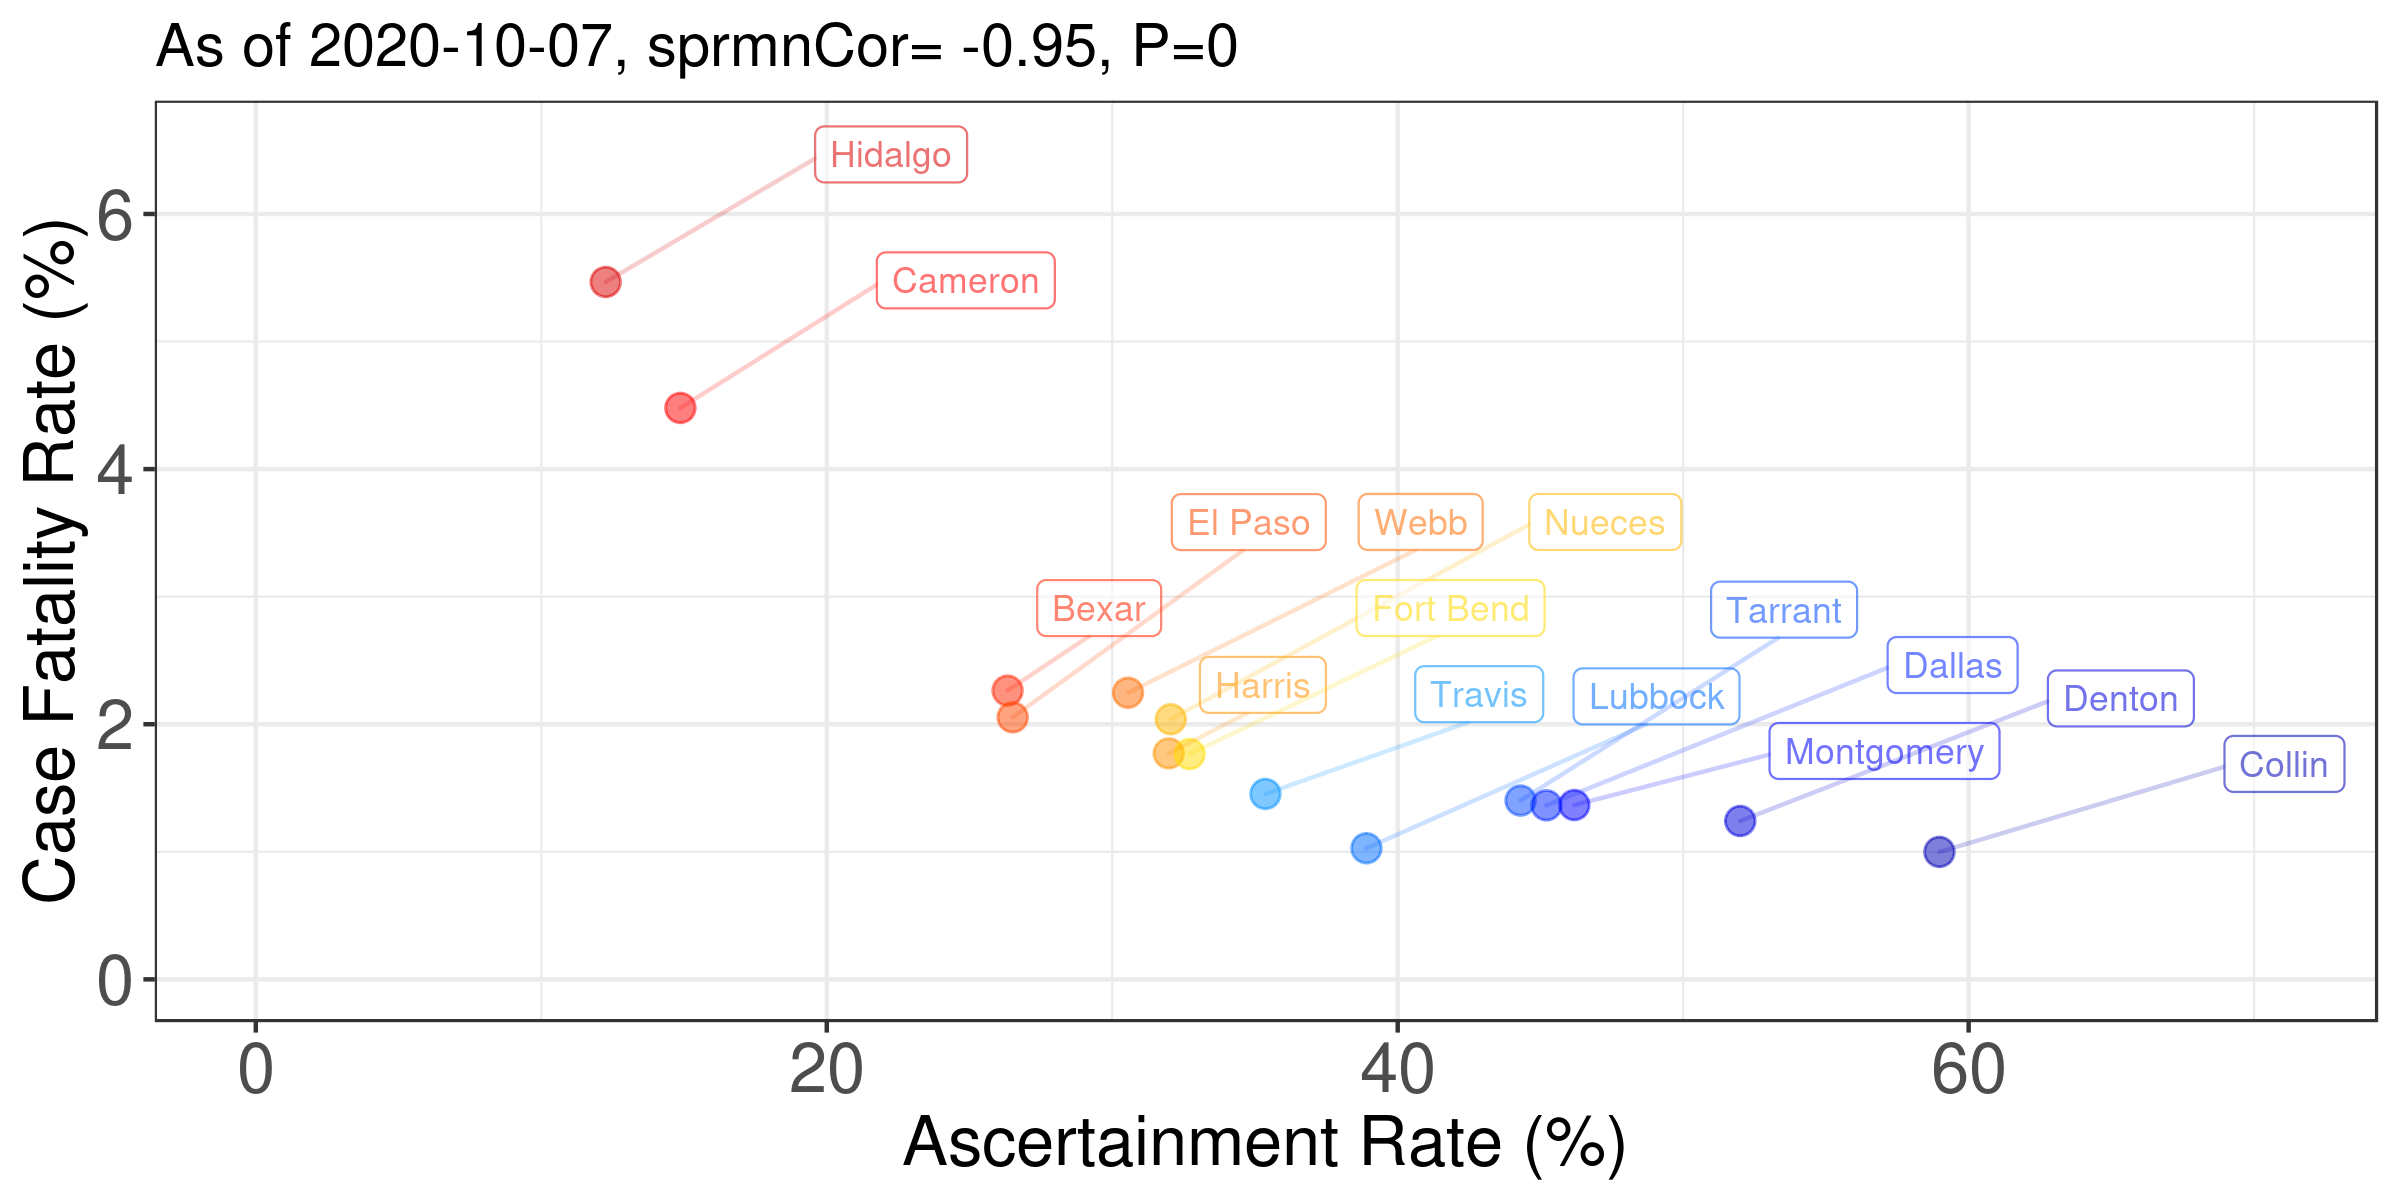 As of 2020-10-07, sprmnCor= -0.95, P=0
Case Fatality Rate (%)
6
4
2
0
Hidalgo
Cameron
El Paso
Webb
Nueces
Bexar
Fort Bend
Tarrant
Harris
Travis
Lubbock
Dallas
Denton
Montgomery
Collin
0
20
40
60
Ascertainment Rate (%)